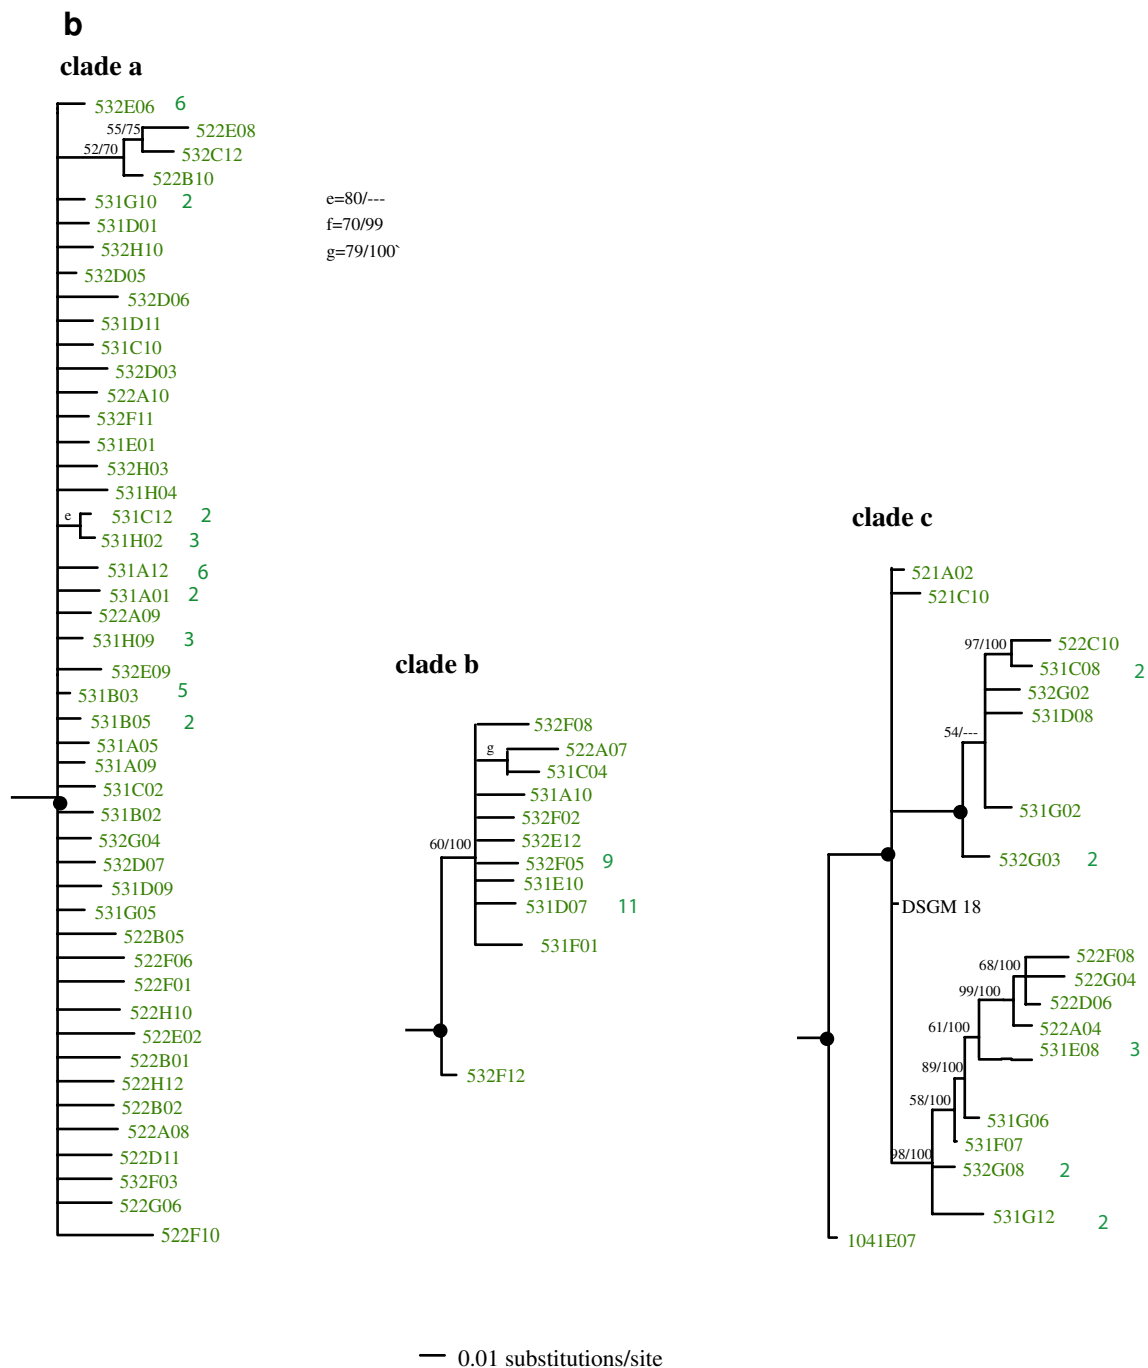 b
clade a
532E06 6
55/75
522E08
52/70
532C12
522B10
531G10 2
531D01
532H10
532D05
532D06
531D11
531C10
532D03
522A10
532F11
531E01
532H03
531H04
e
531C12 2
531H02 3
531A12 6
531A01 2
522A09
531H09 3
532E09
531B03 5
531B05 2
531A05
531A09
531C02
531B02
532G04
532D07
531D09
531G05
522B05
522F06
522F01
522H10
522E02
522B01
522H12
522B02
522A08
522D11
532F03
522G06
522F10
e=80/---
f=70/99
g=79/100`
clade b
532F08
g
522A07
531C04
531A10
532F02
532E12
60/100
532F05 9
531E10
531D07 11
531F01
532F12
clade c
521A02
521C10
97/100
522C10
531C08 2
532G02
531D08
54/---
531G02
532G03 2
DSGM 18
522F08
68/100
522G04
99/100
522D06
522A04
61/100
531E08 3
89/100
58/100
531G06
531F07
98/100
532G08 2
531G12 2
1041E07
0.01 substitutions/site